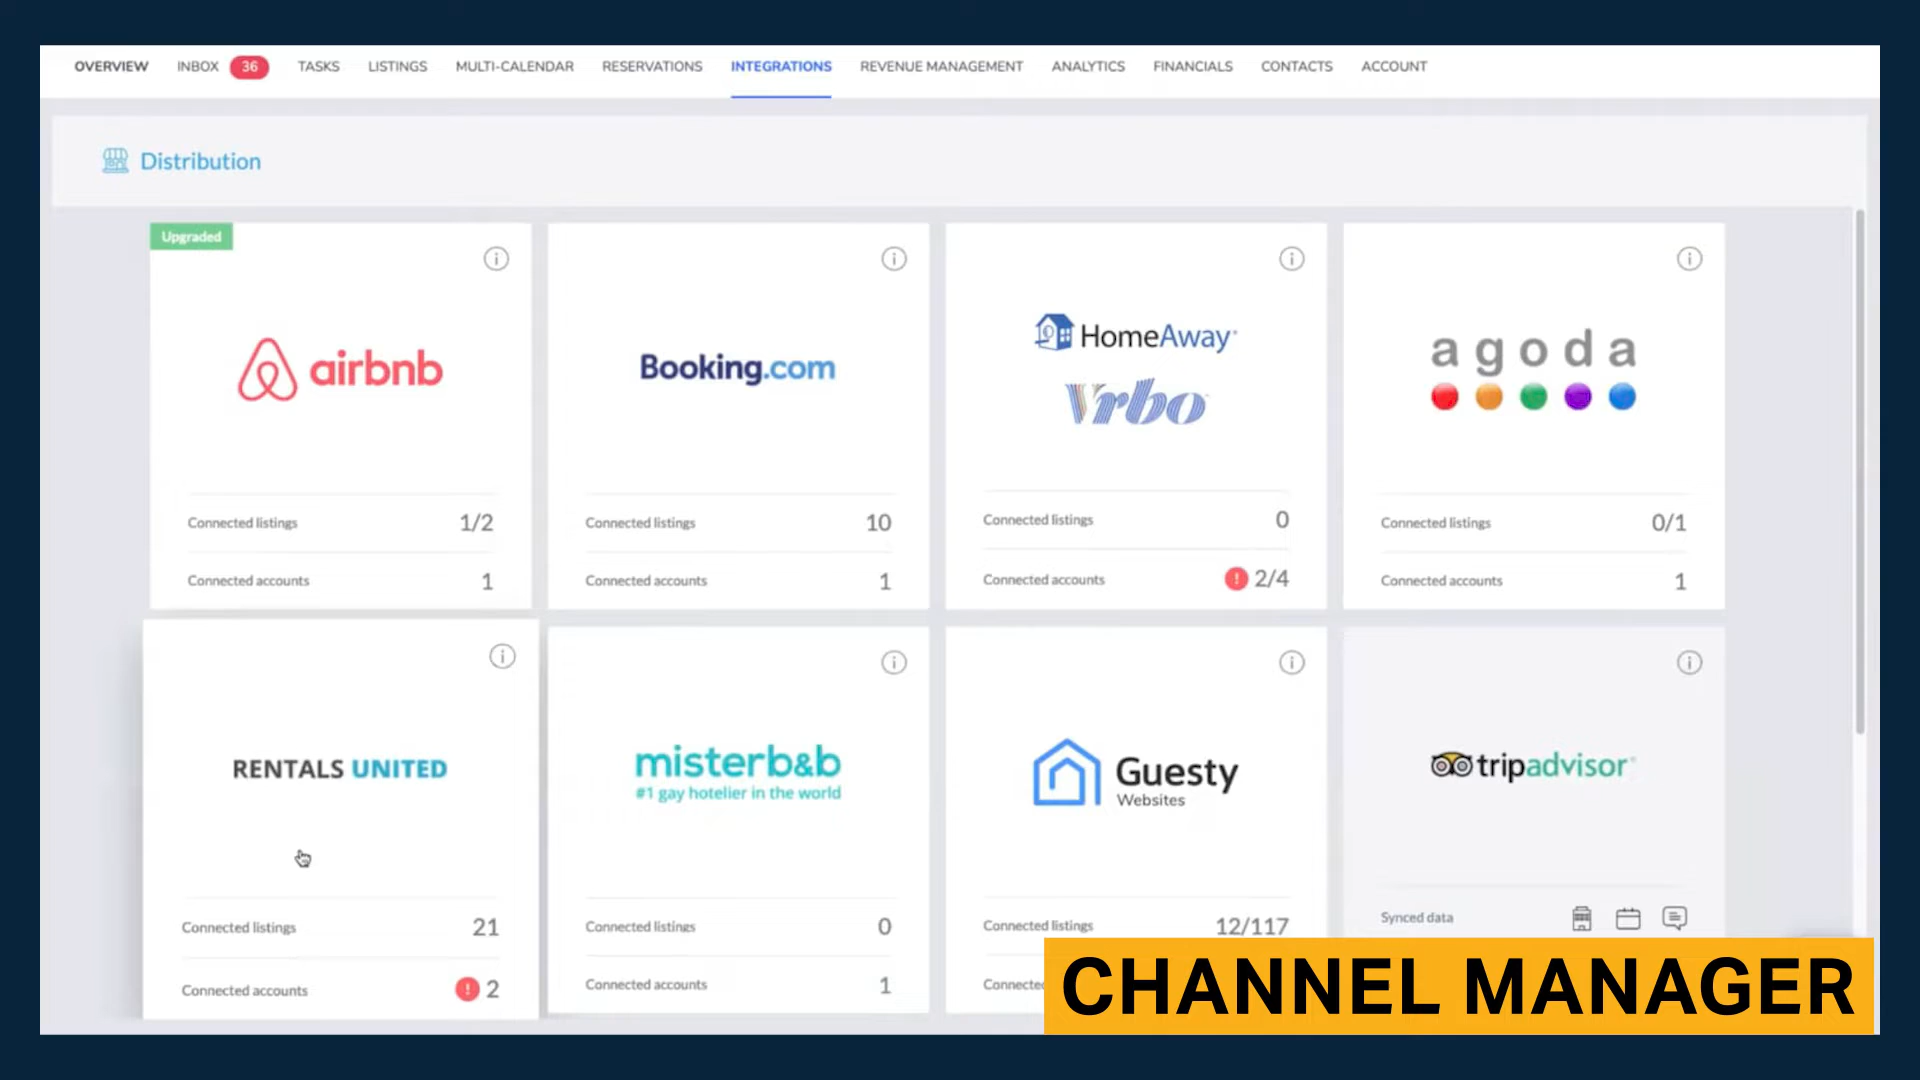 OVERVIEW INBOX 36 TASKS LISTINGS MULTI-CALENDAR RESERVATIONS INTEGRATIONS REVENUE MANAGEMENT ANALYTICS FINANCIALS CONTACTS ACCOUNT
Distribution
Upgraded
airbnb
Connected listings 1/2
Connected accounts 1
Booking.com
Connected listings 10
Connected accounts 1
HomeAway
Vrbo
Connected listings 0
Connected accounts ! 2/4
agoda
Connected listings 0/1
Connected accounts 1
RENTALS UNITED
Connected listings 21
Connected accounts ! 2
misterb&b
#1 gay hotelier in the world
Connected listings 0
Connected accounts 1
Guesty
Websites
Connected listings 12/117
tripadvisor
Synced data
CHANNEL MANAGER